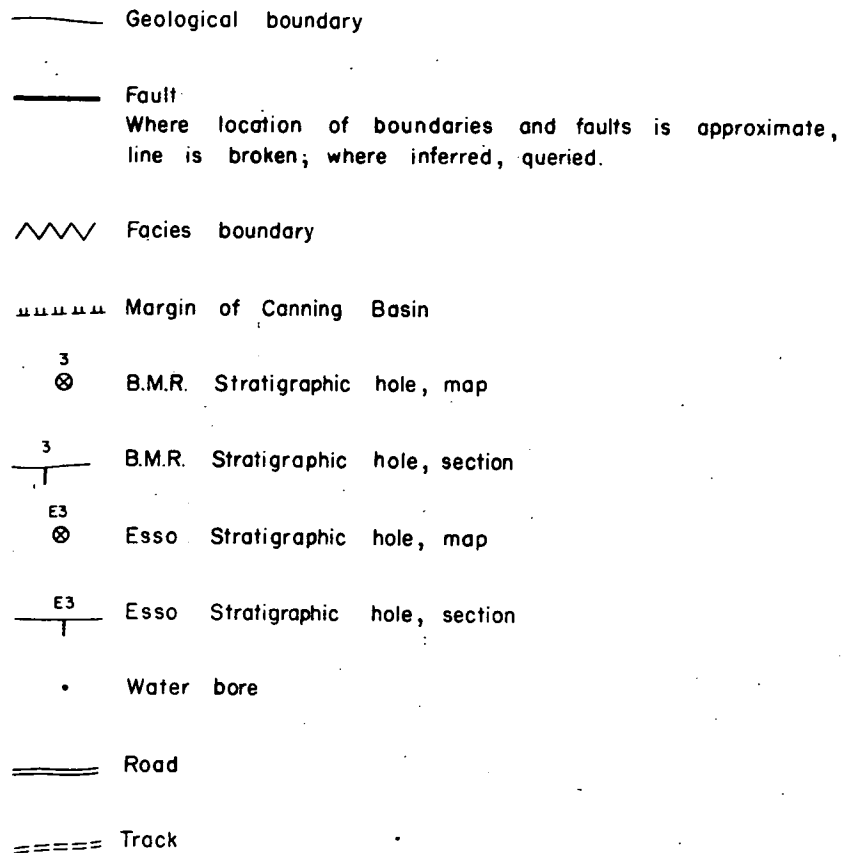 Geological boundary
Fault
Where location of boundaries and faults is approximate,
line is broken; where inferred, queried.
Facies boundary
Margin of Canning Basin
3
B.M.R. Stratigraphic hole, map
3
B.M.R. Stratigraphic hole, section
E3
Esso Stratigraphic hole, map
E3
Esso Stratigraphic hole, section
Water bore
Road
Track